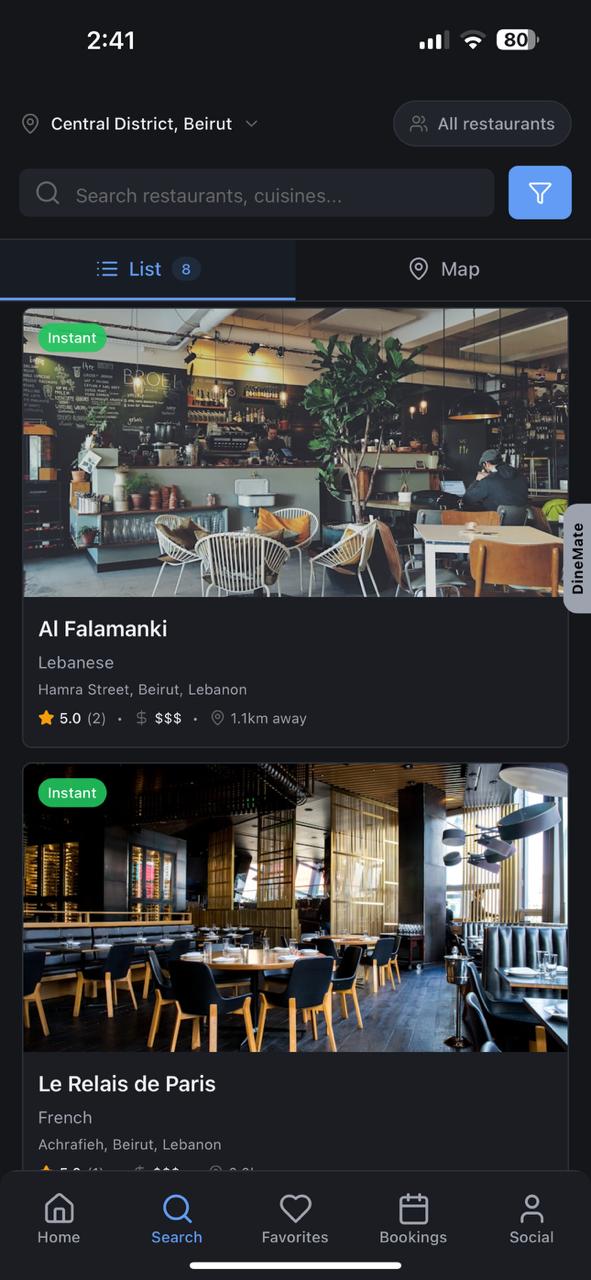 2:41
80
Central District, Beirut
All restaurants
Search restaurants, cuisines...
List 8
Map
Instant
BROEI
DineMate
Al Falamanki
Lebanese
Hamra Street, Beirut, Lebanon
5.0 (2) • $ $$$ • 1.1km away
Instant
Le Relais de Paris
French
Achrafieh, Beirut, Lebanon
Home
Search
Favorites
Bookings
Social